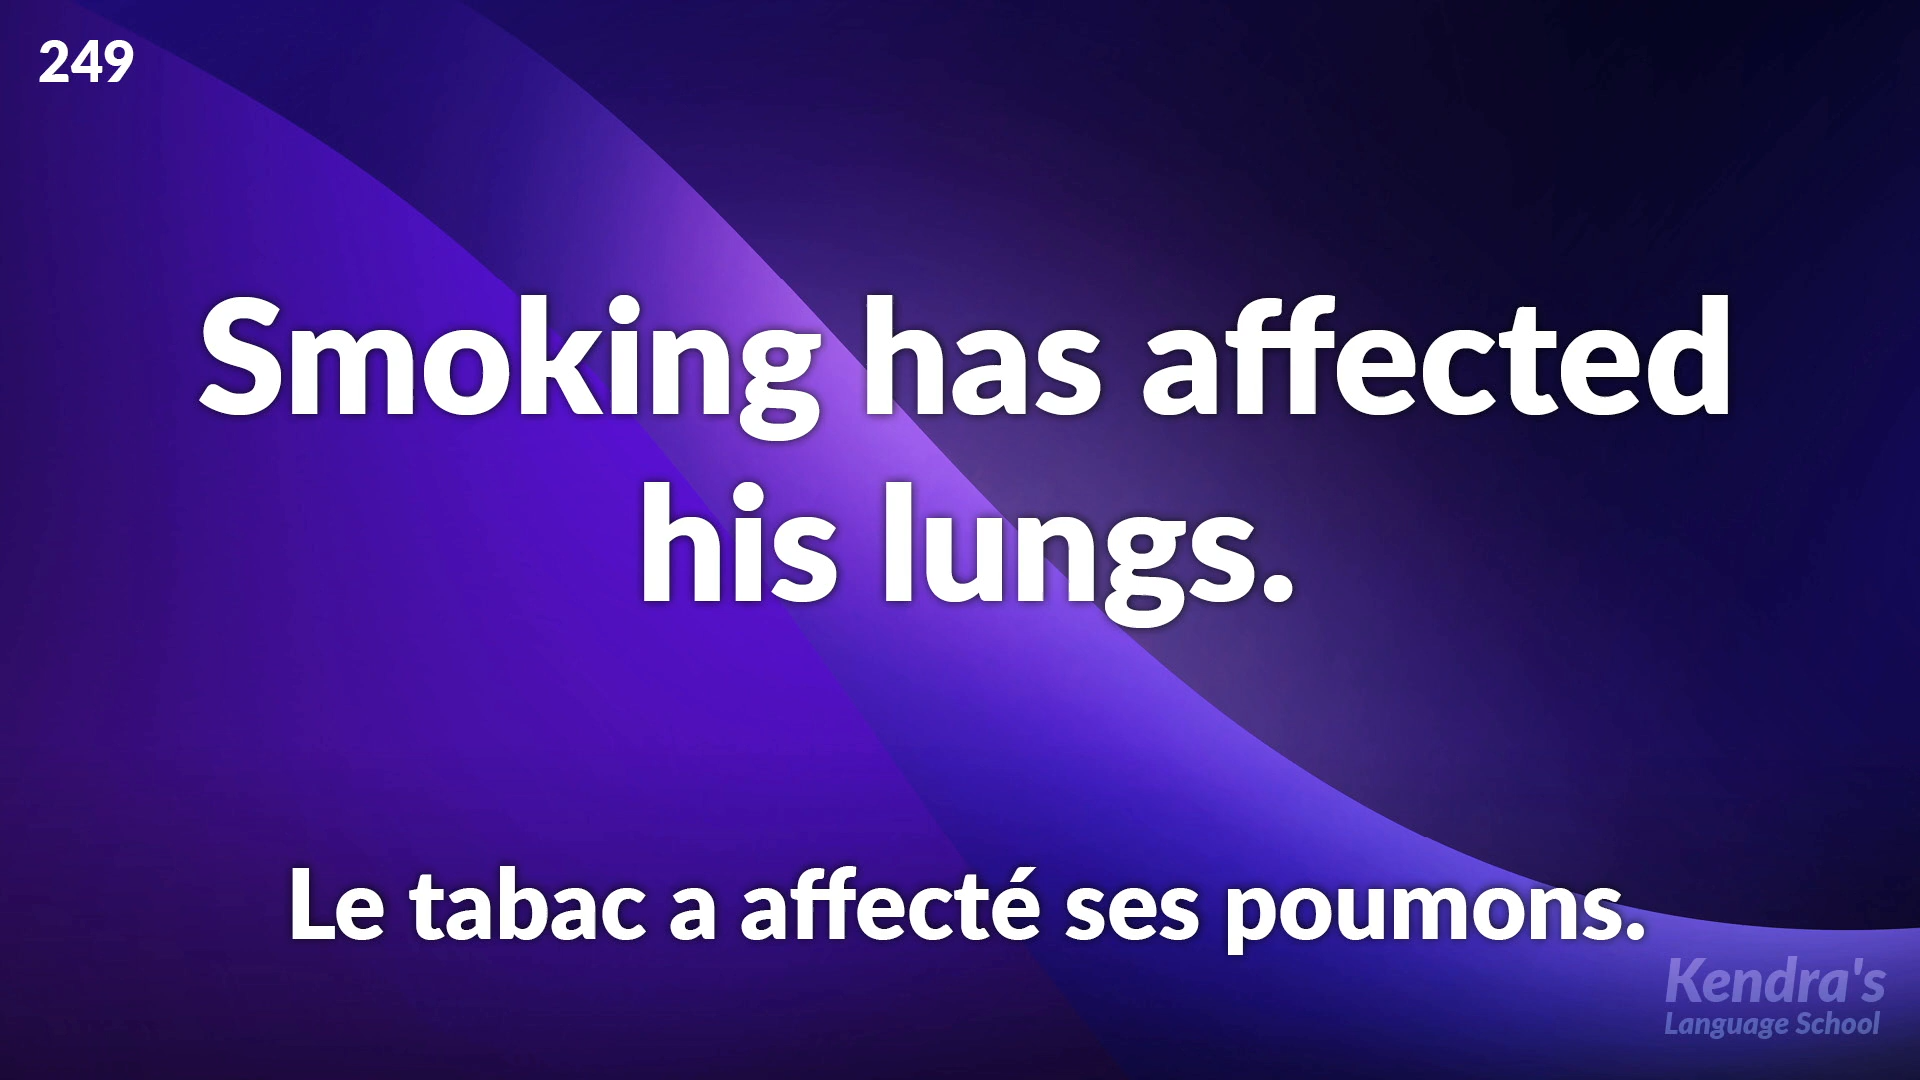 249
Smoking has affected
his lungs.
Le tabac a affecté ses poumons.
Kendra's
Language School